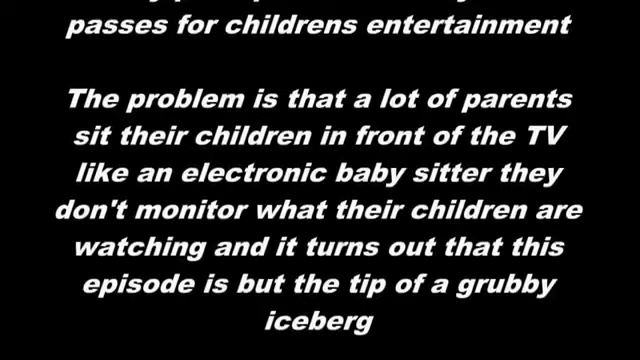 passes for childrens entertainment
The problem is that a lot of parents
sit their children in front of the TV
like an electronic baby sitter they
don't monitor what their children are
watching and it turns out that this
episode is but the tip of a grubby
iceberg